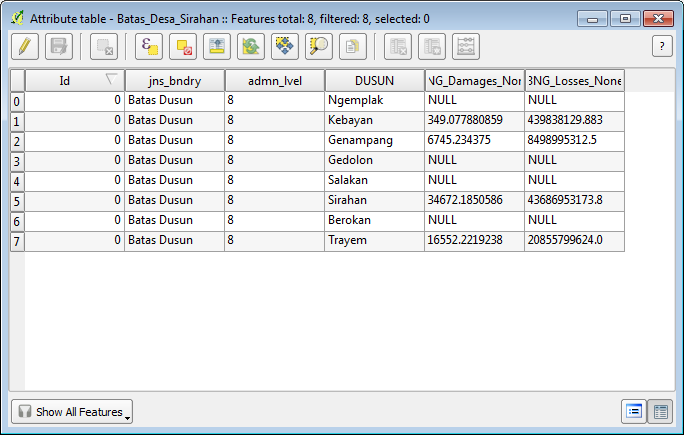 Attribute table - Batas_Desa_Sirahan :: Features total: 8, filtered: 8, selected: 0
ε ?
Id jns_bndry admn_lvel DUSUN NG_Damages_Non 3NG_Losses_None
0 0 Batas Dusun 8 Ngemplak NULL NULL
1 0 Batas Dusun 8 Kebayan 349.077880859 439838129.883
2 0 Batas Dusun 8 Genampang 6745.234375 8498995312.5
3 0 Batas Dusun 8 Gedolon NULL NULL
4 0 Batas Dusun 8 Salakan NULL NULL
5 0 Batas Dusun 8 Sirahan 34672.1850586 43686953173.8
6 0 Batas Dusun 8 Berokan NULL NULL
7 0 Batas Dusun 8 Trayem 16552.2219238 20855799624.0
Show All Features